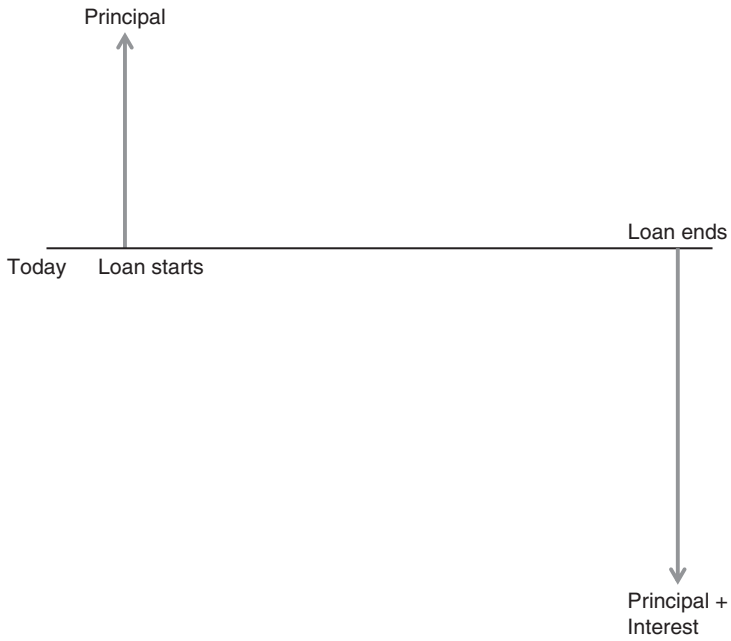 Principal
Loan ends
Today
Loan starts
Principal +
Interest